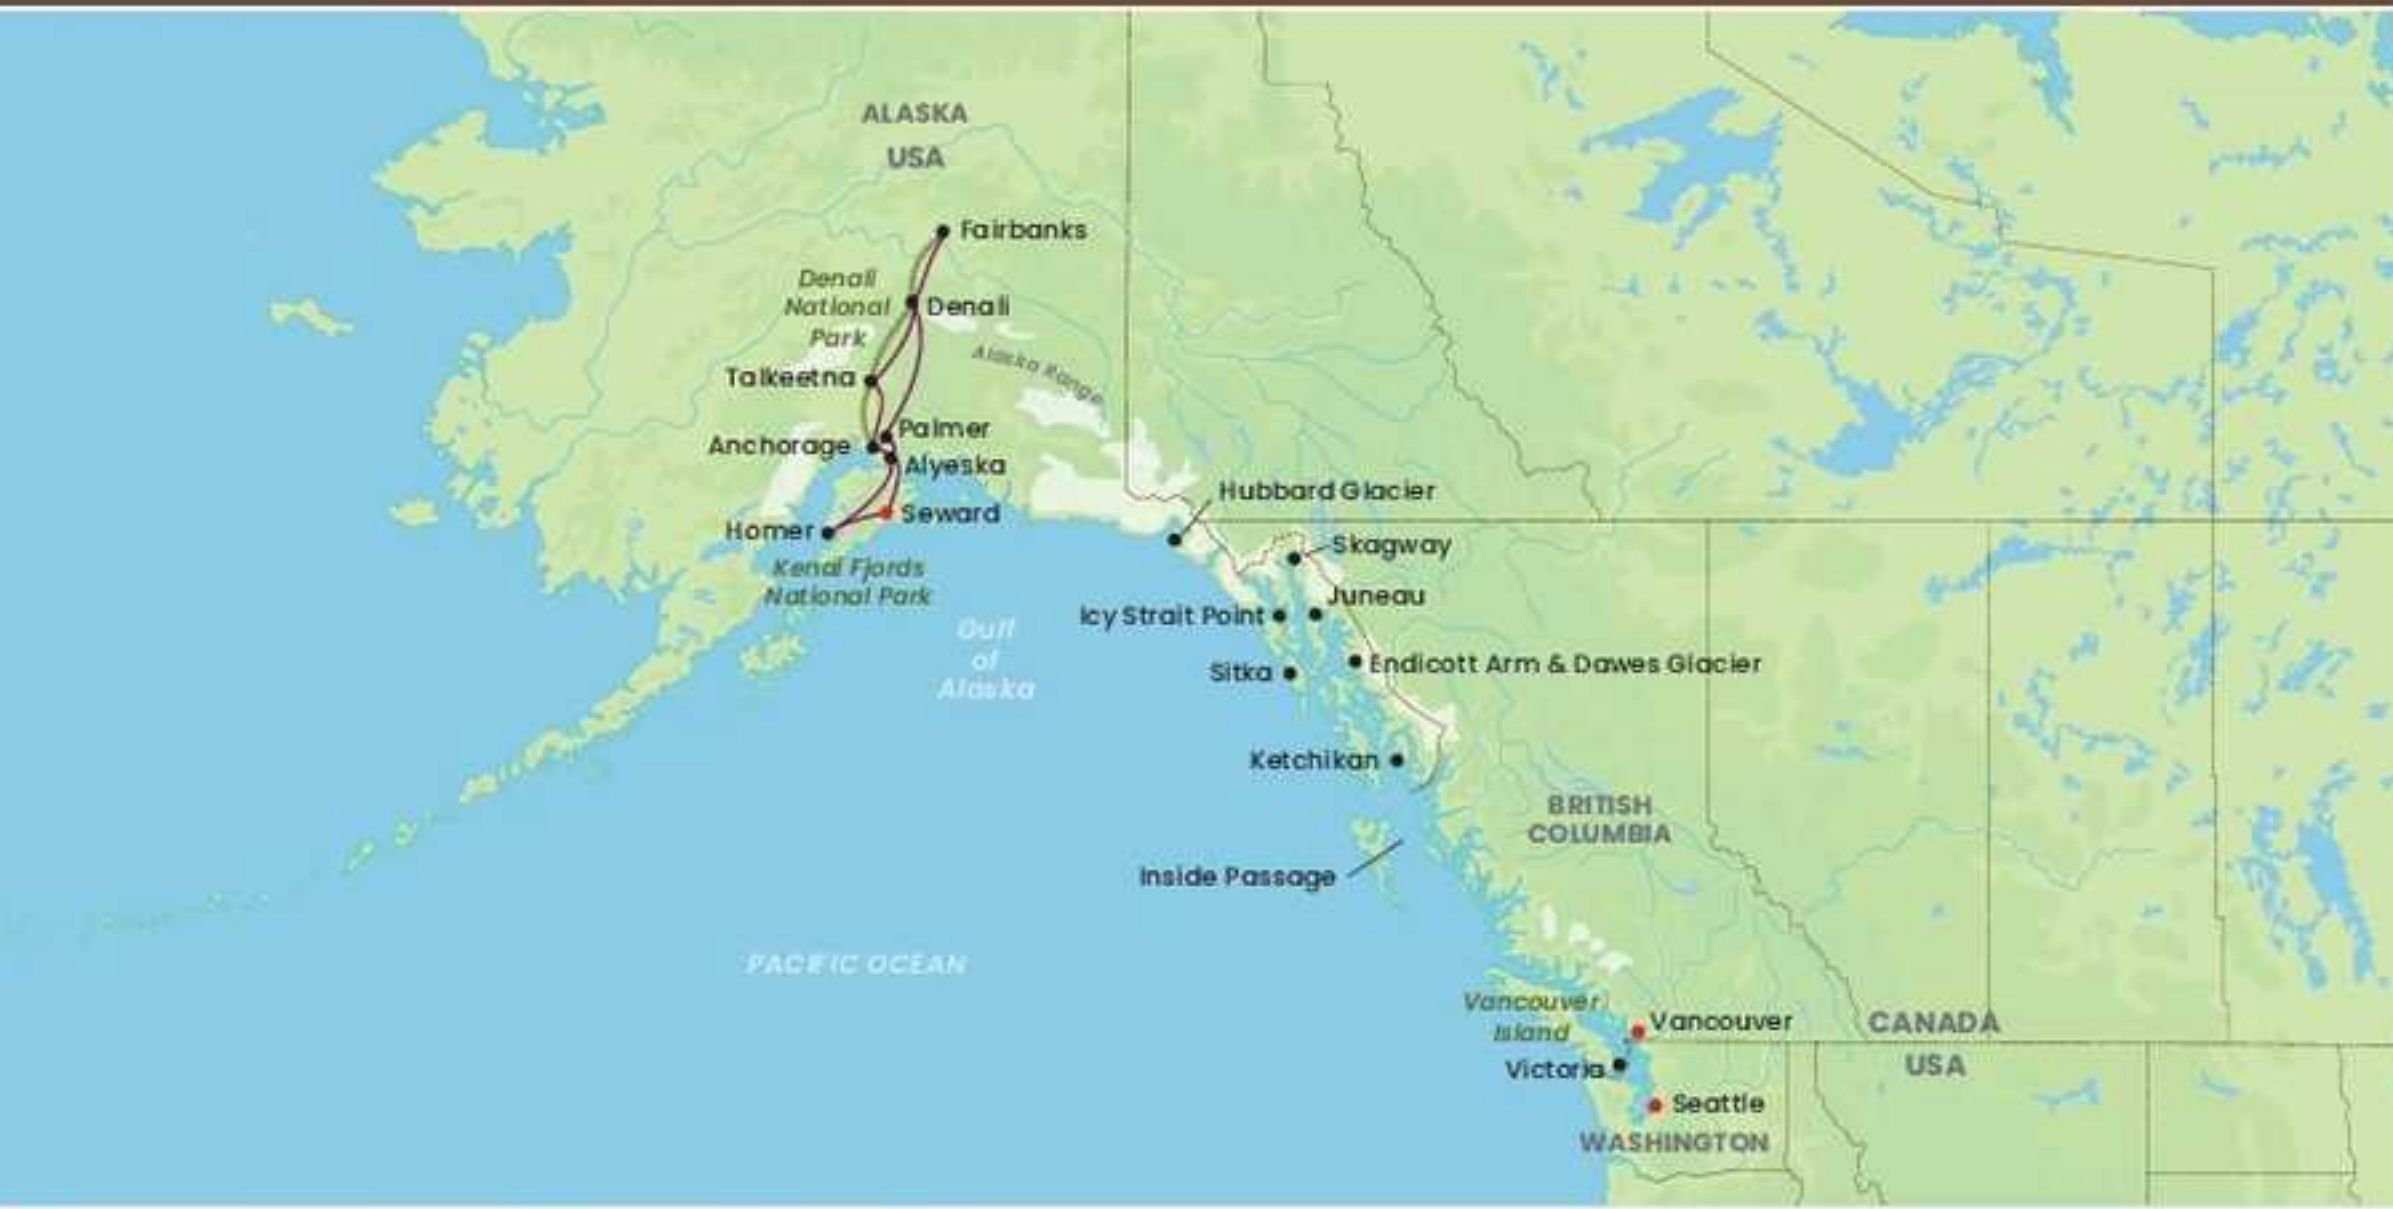 ALASKA
USA
Fairbanks
Denali
National
Park
Denali
Alaska Range
Talkeetna
Palmer
Anchorage
Alyeska
Hubbard Glacier
Seward
Homer
Skagway
Kenai Fjords
National Park
Juneau
Icy Strait Point
Gulf
of
Alaska
Endicott Arm & Dawes Glacier
Sitka
Ketchikan
BRITISH
COLUMBIA
Inside Passage
PACIFIC OCEAN
Vancouver
Island
Vancouver
CANADA
USA
Victoria
Seattle
WASHINGTON